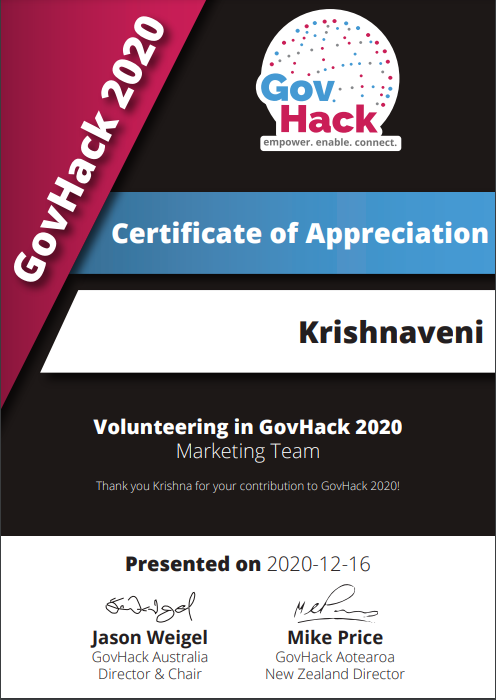 GovHack 2020
Gov
Hack
empower. enable. connect.
Certificate of Appreciation
Krishnaveni
Volunteering in GovHack 2020
Marketing Team
Thank you Krishna for your contribution to GovHack 2020!
Presented on 2020-12-16
Jason Weigel
GovHack Australia
Director & Chair
Mike Price
GovHack Aotearoa
New Zealand Director